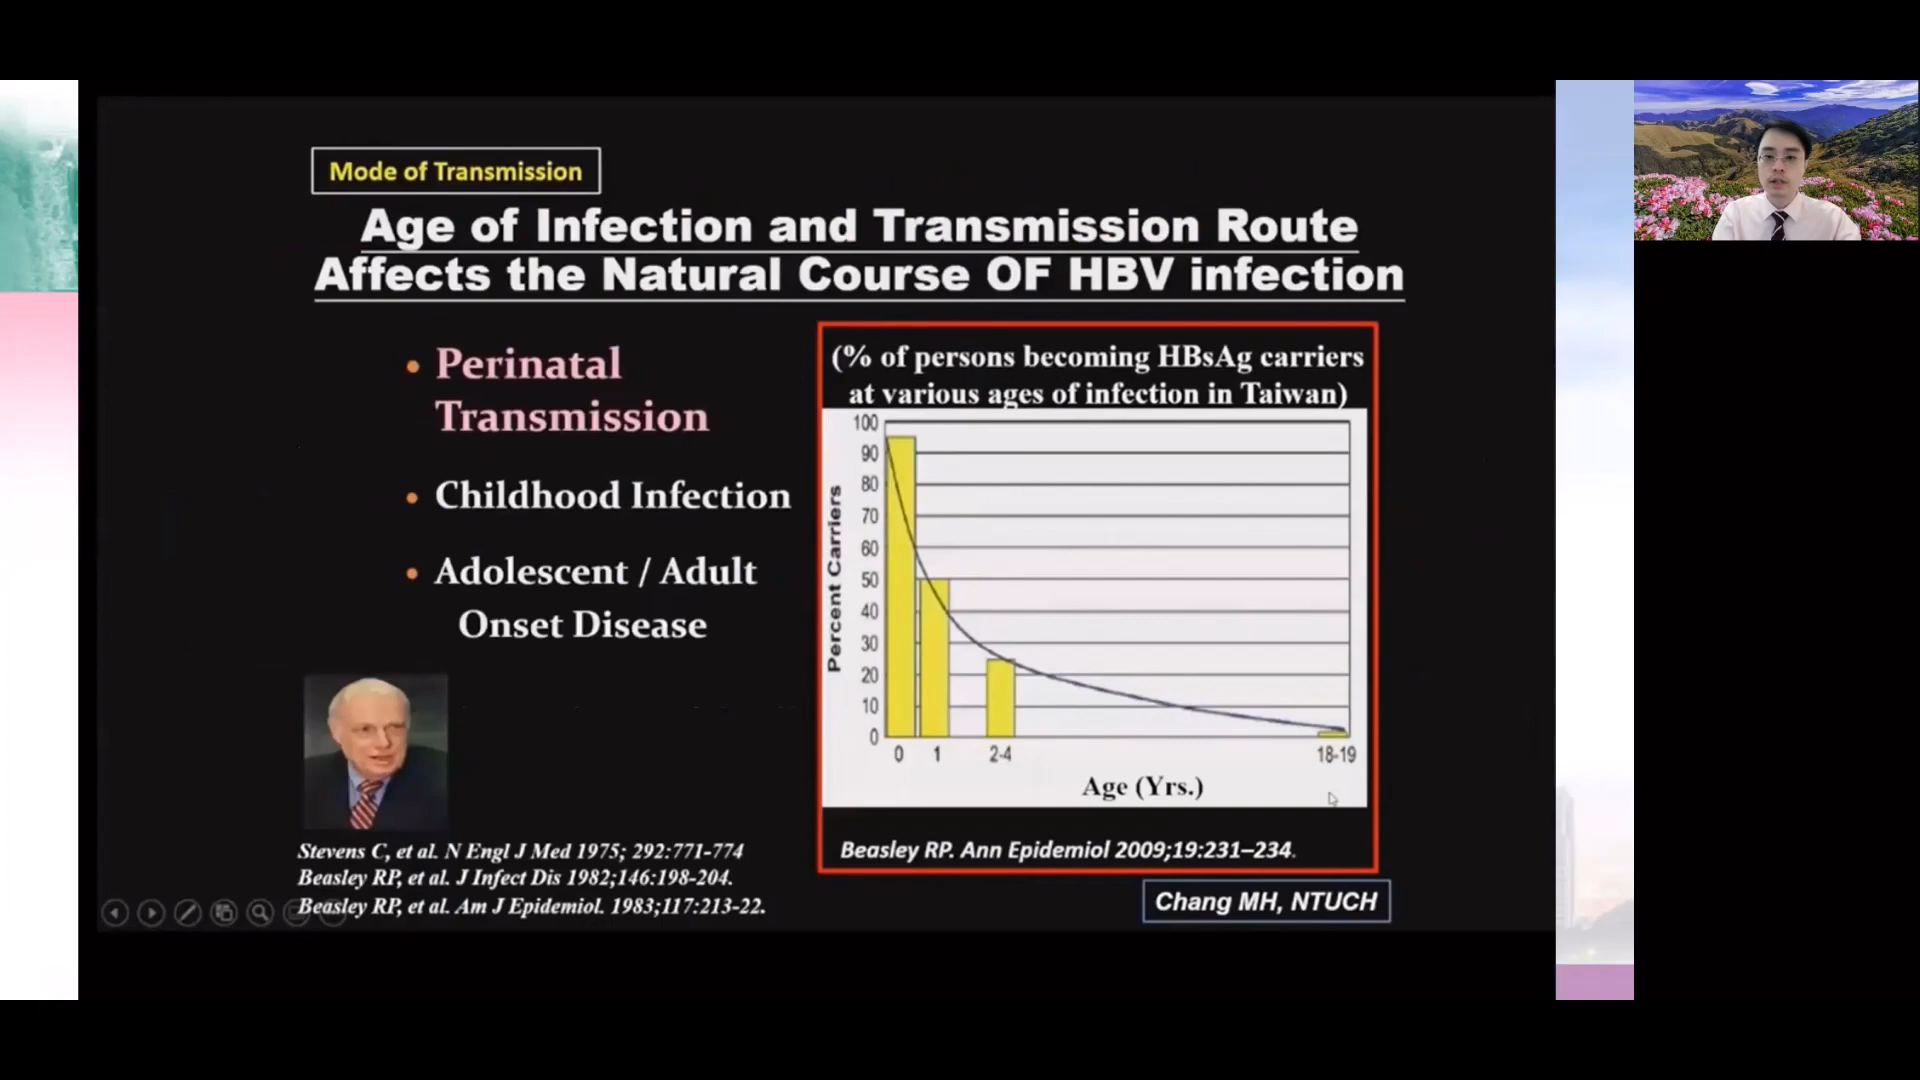 Mode of Transmission
Age of Infection and Transmission Route
Affects the Natural Course OF HBV infection
• Perinatal
Transmission
• Childhood Infection
• Adolescent / Adult
Onset Disease
(% of persons becoming HBsAg carriers
at various ages of infection in Taiwan)
Percent Carriers
100
90
80
70
60
50
40
30
20
10
0
0 1 2-4 18-19
Age (Yrs.)
Beasley RP. Ann Epidemiol 2009;19:231–234.
Stevens C, et al. N Engl J Med 1975; 292:771-774
Beasley RP, et al. J Infect Dis 1982;146:198-204.
Beasley RP, et al. Am J Epidemiol. 1983;117:213-22.
Chang MH, NTUCH